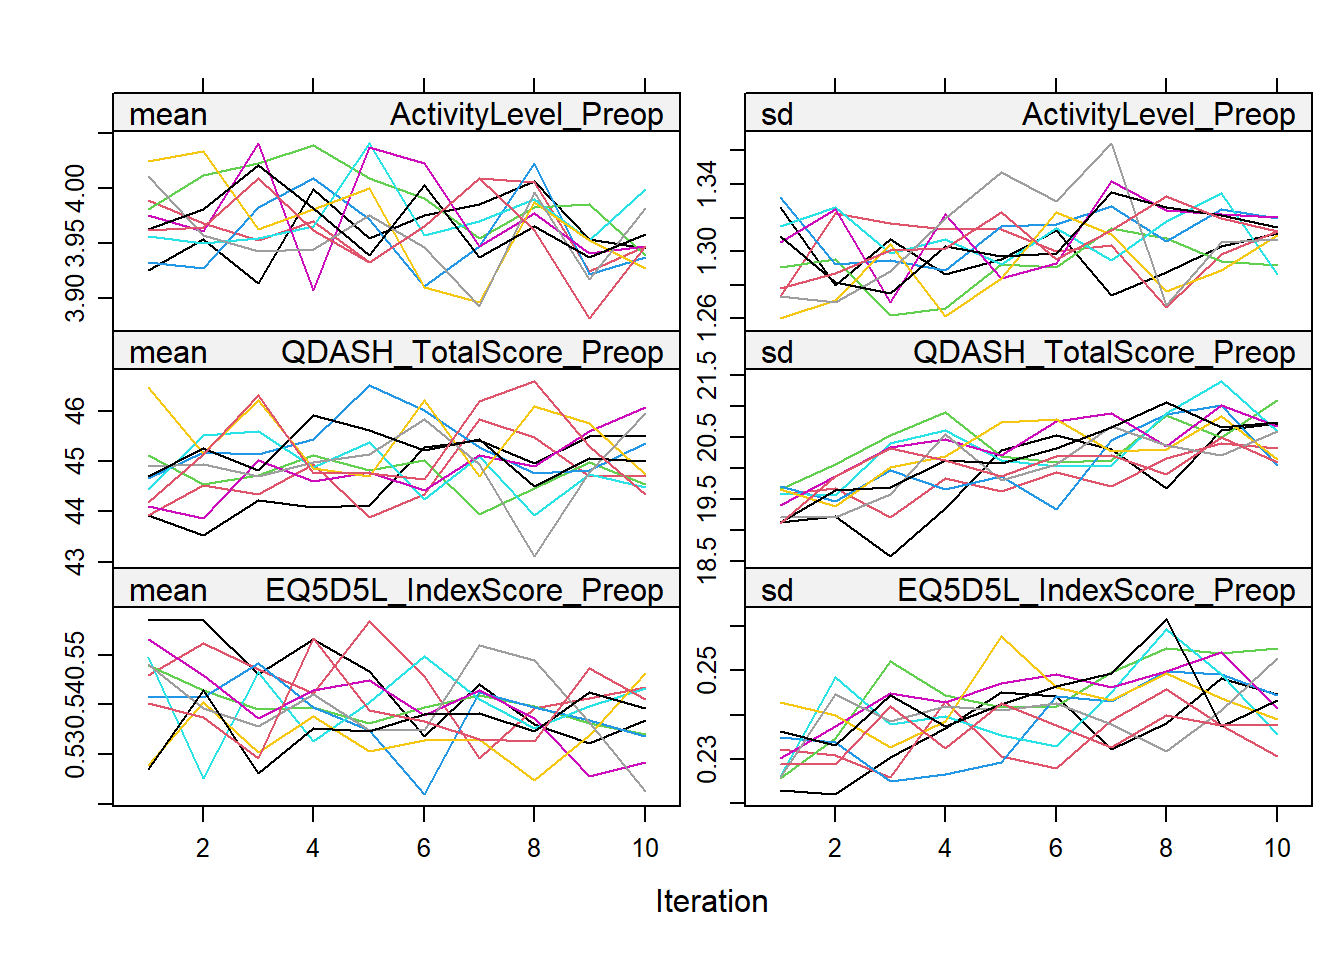 mean ActivityLevel_Preop
sd ActivityLevel_Preop
3.90 3.95 4.00
1.26 1.30 1.34
mean QDASH_TotalScore_Preop
sd QDASH_TotalScore_Preop
43 44 45 46
18.5 19.5 20.5 21.5
mean EQ5D5L_IndexScore_Preop
sd EQ5D5L_IndexScore_Preop
0.53 0.54 0.55
0.23 0.25
2 4 6 8 10
2 4 6 8 10
Iteration